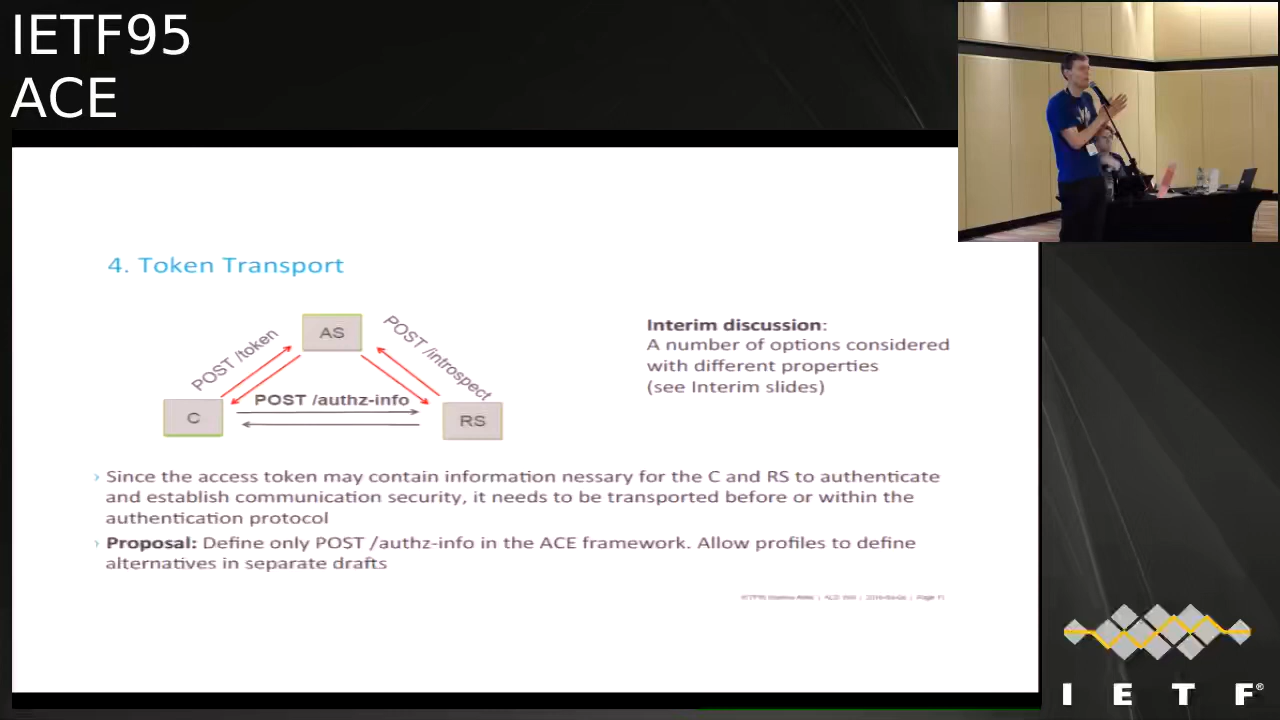 IETF95
ACE
4. Token Transport
POST /token
AS
POST /introspect
C
POST /authz-info
RS
Interim discussion:
A number of options considered
with different properties
(see Interim slides)
› Since the access token may contain information nessary for the C and RS to authenticate
and establish communication security, it needs to be transported before or within the
authentication protocol
› Proposal: Define only POST /authz-info in the ACE framework. Allow profiles to define
alternatives in separate drafts
I E T F®